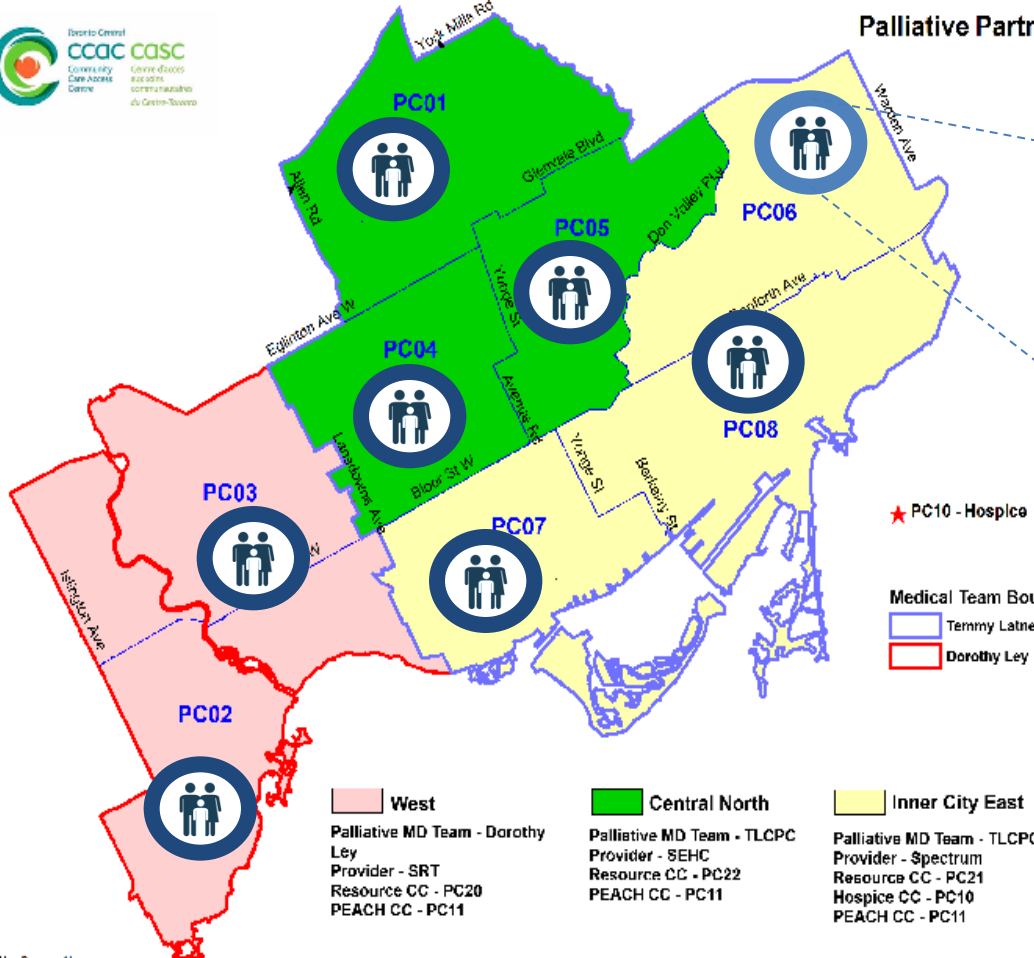 Toronto Central
ccac casc
Community
Care Access
Centre
Centre d'accès
aux soins
communautaires
du Centre-Toronto
Palliative Partn
York Mills Rd
PC01
Warden Ave
Glenvale Blvd
Allen Rd
PC05
Don Valley Pky
PC06
Yonge St
Eglinton Ave W
Danforth Ave
PC04
Avenue Rd
PC08
Lansdowne Ave
Bloor St W
Yonge St
Berkeley St
PC03
W
PC07
PC10 - Hospice
Islington Ave
Medical Team Bou
Temmy Latne
Dorothy Ley
PC02
West
Palliative MD Team - Dorothy
Ley
Provider - SRT
Resource CC - PC20
PEACH CC - PC11
Central North
Palliative MD Team - TLCPC
Provider - SEHC
Resource CC - PC22
PEACH CC - PC11
Inner City East
Palliative MD Team - TLCPC
Provider - Spectrum
Resource CC - PC21
Hospice CC - PC10
PEACH CC - PC11